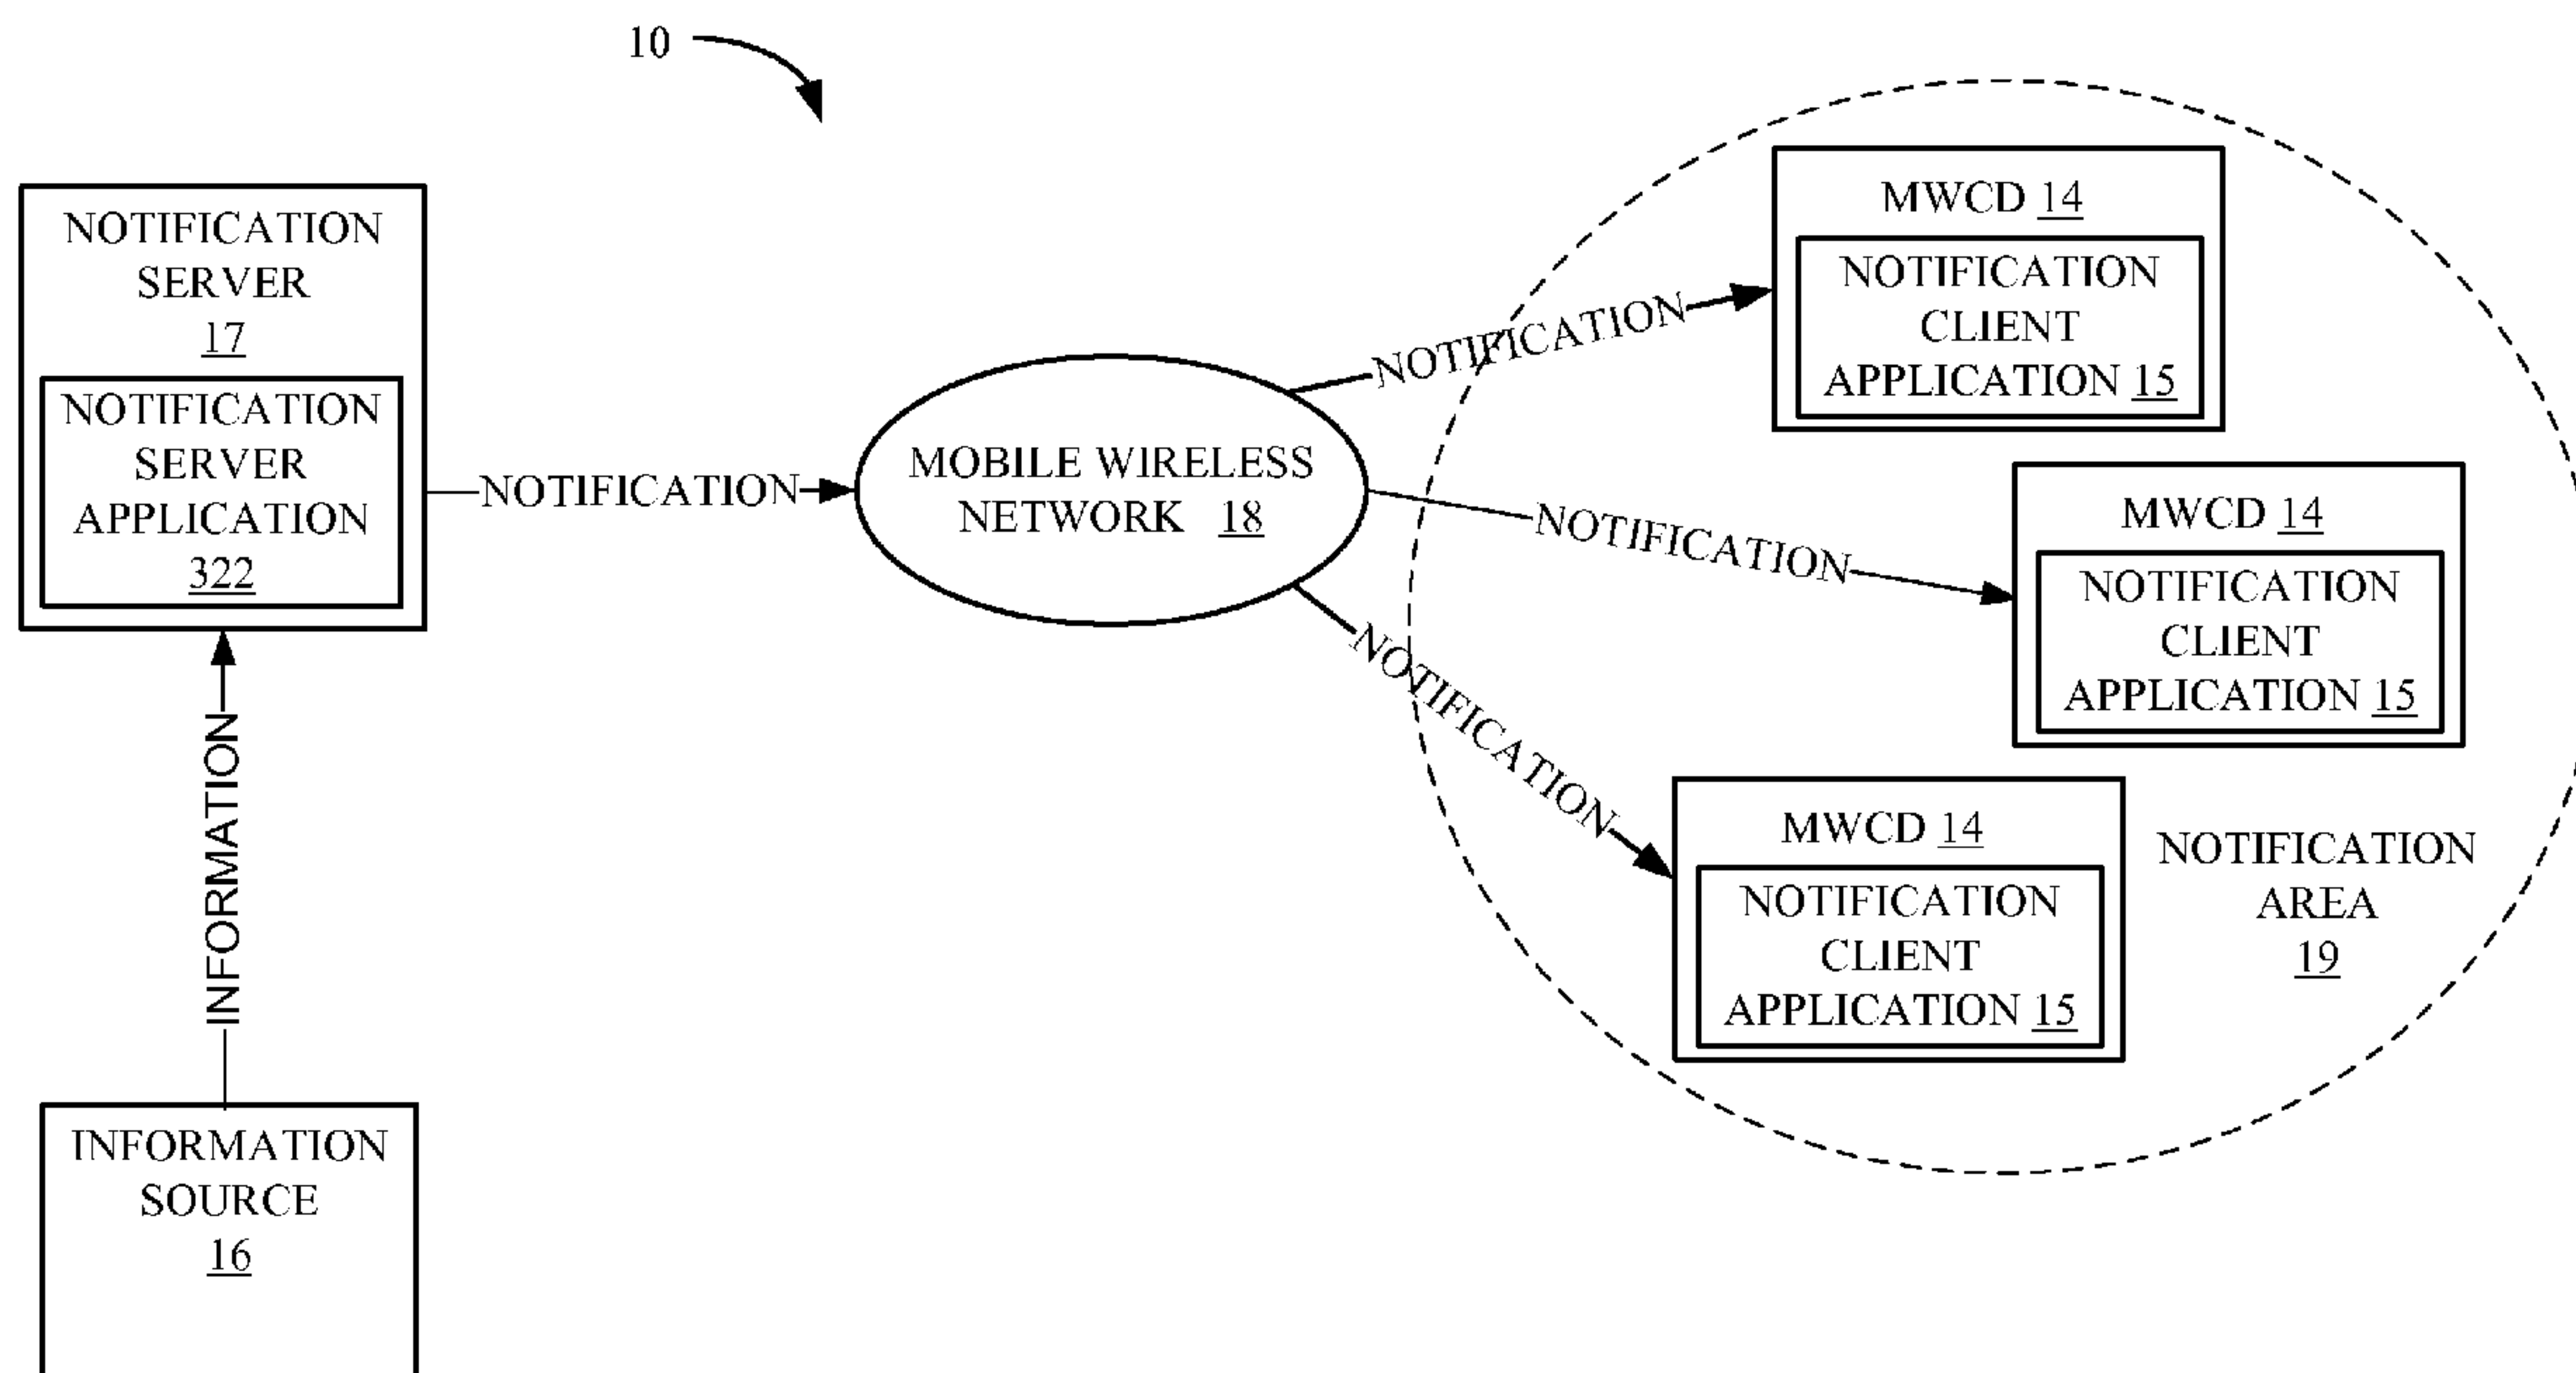 10
NOTIFICATION
SERVER
17
NOTIFICATION
SERVER
APPLICATION
322
INFORMATION
INFORMATION
SOURCE
16
NOTIFICATION
MOBILE WIRELESS
NETWORK 18
NOTIFICATION
NOTIFICATION
NOTIFICATION
MWCD 14
NOTIFICATION
CLIENT
APPLICATION 15
MWCD 14
NOTIFICATION
CLIENT
APPLICATION 15
MWCD 14
NOTIFICATION
CLIENT
APPLICATION 15
NOTIFICATION
AREA
19